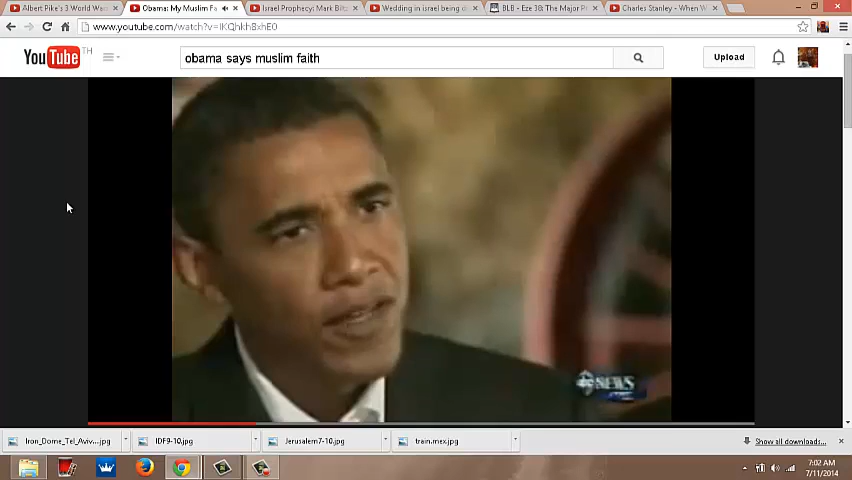 Albert Pike's 3 World Wa
Obama: My Muslim Fa
Israel Prophecy: Mark Bilt
Wedding in israel being d
BLB - Eze 38: The Major Pr
Charles Stanley - When W
www.youtube.com/watch?v=IKQhkhBxhE0
YouTube TH
obama says muslim faith
Upload
abc NEWS
Iron_Dome_Tel_Aviv....jpg
IDF9-10.jpg
Jerusalem7-10.jpg
train.mex.jpg
Show all downloads...
7:02 AM
7/11/2014